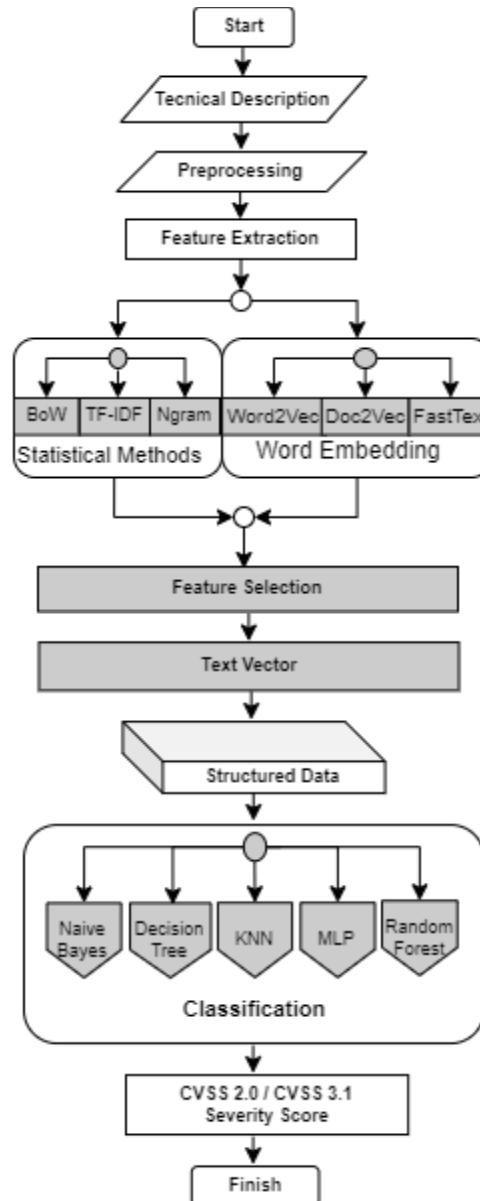 Start
Tecnical Description
Preprocessing
Feature Extraction
BoW TF-IDF Ngram
Statistical Methods
Word2Vec Doc2Vec FastTex
Word Embedding
Feature Selection
Text Vector
Structured Data
Naive
Bayes
Decision
Tree
KNN
MLP
Random
Forest
Classification
CVSS 2.0 / CVSS 3.1
Severity Score
Finish